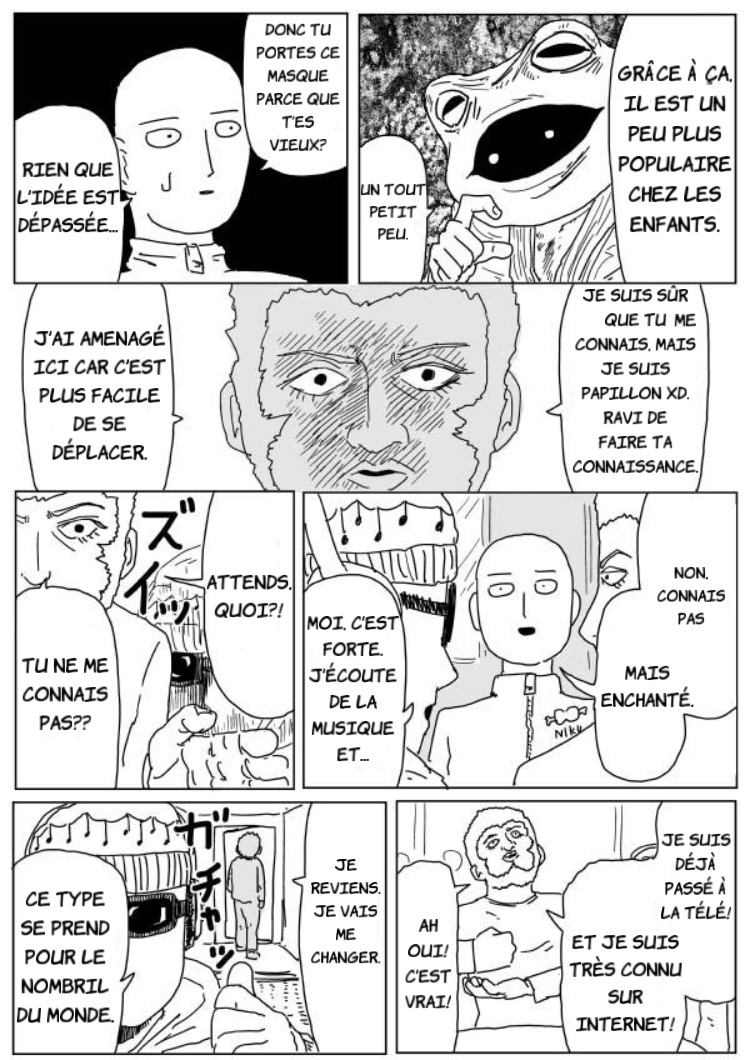 GRÂCE À ÇA,
IL EST UN
PEU PLUS
POPULAIRE
CHEZ LES
ENFANTS.
UN TOUT
PETIT
PEU.
DONC TU
PORTES CE
MASQUE
PARCE QUE
T'ES
VIEUX?
RIEN QUE
L'IDÉE EST
DÉPASSÉE...
JE SUIS SÛR
QUE TU ME
CONNAIS, MAIS
JE SUIS
PAPILLON XD.
RAVI DE
FAIRE TA
CONNAISSANCE.
J'AI AMENAGÉ
ICI CAR C'EST
PLUS FACILE
DE SE
DÉPLACER.
NON,
CONNAIS
PAS
MAIS
ENCHANTÉ.
NIKU
MOI, C'EST
FORTE.
J'ÉCOUTE
DE LA
MUSIQUE
ET...
ズイッ
ATTENDS,
QUOI?!
TU NE ME
CONNAIS
PAS??
JE SUIS
DÉJÀ
PASSÉ À
LA TÉLÉ!
ET JE SUIS
TRÈS CONNU
SUR
INTERNET!
AH
OUI!
C'EST
VRAI!
JE
REVIENS.
JE VAIS
ME
CHANGER.
ガチャッ
CE TYPE
SE PREND
POUR LE
NOMBRIL
DU MONDE.